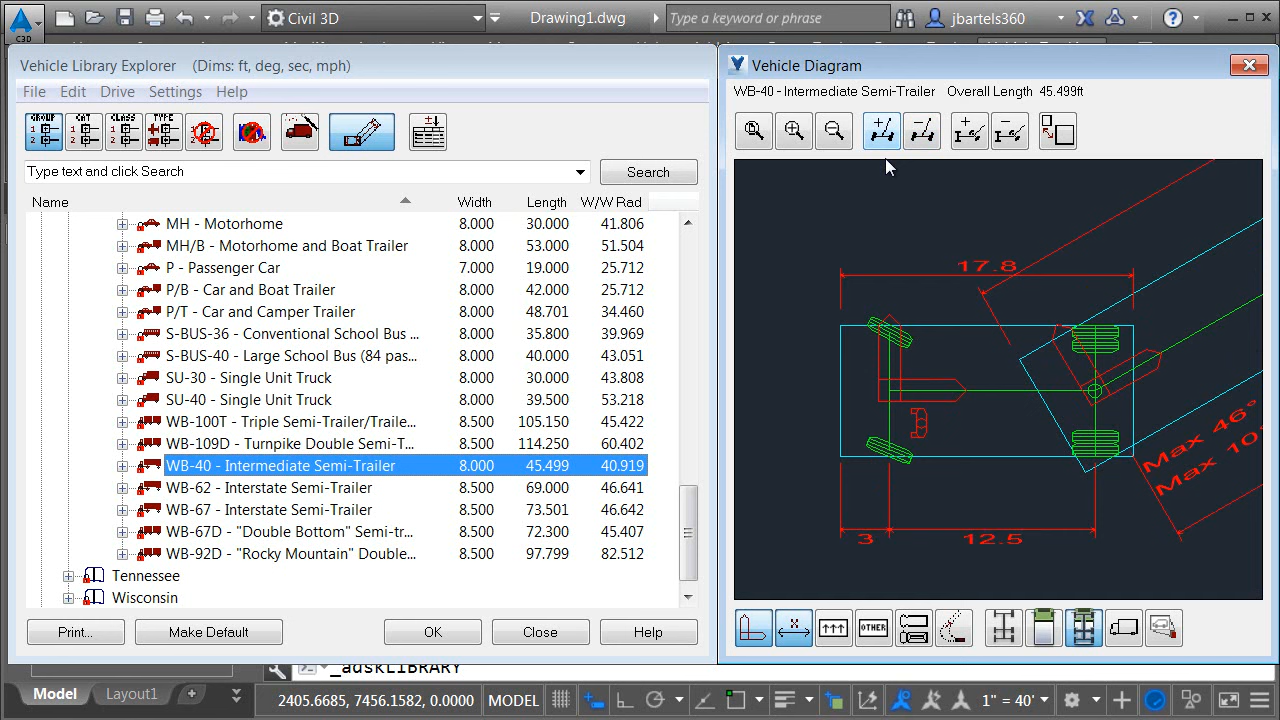 Civil 3D
Drawing1.dwg
Type a keyword or phrase
jbartels360
C3D
Vehicle Library Explorer (Dims: ft, deg, sec, mph)
File Edit Drive Settings Help
GROUP CAT CLASS TYPE
Type text and click Search
Search
Name Width Length W/W Rad
MH - Motorhome 8.000 30.000 41.806
MH/B - Motorhome and Boat Trailer 8.000 53.000 51.504
P - Passenger Car 7.000 19.000 25.712
P/B - Car and Boat Trailer 8.000 42.000 25.712
P/T - Car and Camper Trailer 8.000 48.701 34.460
S-BUS-36 - Conventional School Bus ... 8.000 35.800 39.969
S-BUS-40 - Large School Bus (84 pas... 8.000 40.000 43.051
SU-30 - Single Unit Truck 8.000 30.000 43.808
SU-40 - Single Unit Truck 8.000 39.500 53.218
WB-100T - Triple Semi-Trailer/Traile... 8.500 105.150 45.422
WB-109D - Turnpike Double Semi-T... 8.500 114.250 60.402
WB-40 - Intermediate Semi-Trailer 8.000 45.499 40.919
WB-62 - Interstate Semi-Trailer 8.500 69.000 46.641
WB-67 - Interstate Semi-Trailer 8.500 73.501 46.642
WB-67D - "Double Bottom" Semi-tr... 8.500 72.300 45.407
WB-92D - "Rocky Mountain" Double... 8.500 97.799 82.512
Tennessee
Wisconsin
Print... Make Default OK Close Help
Vehicle Diagram
WB-40 - Intermediate Semi-Trailer Overall Length 45.499ft
17.8
Max 46°
Max 10
3 12.5
X OTHER
_adskLIBRARY
Model Layout1
2405.6685, 7456.1582, 0.0000 MODEL 1" = 40'